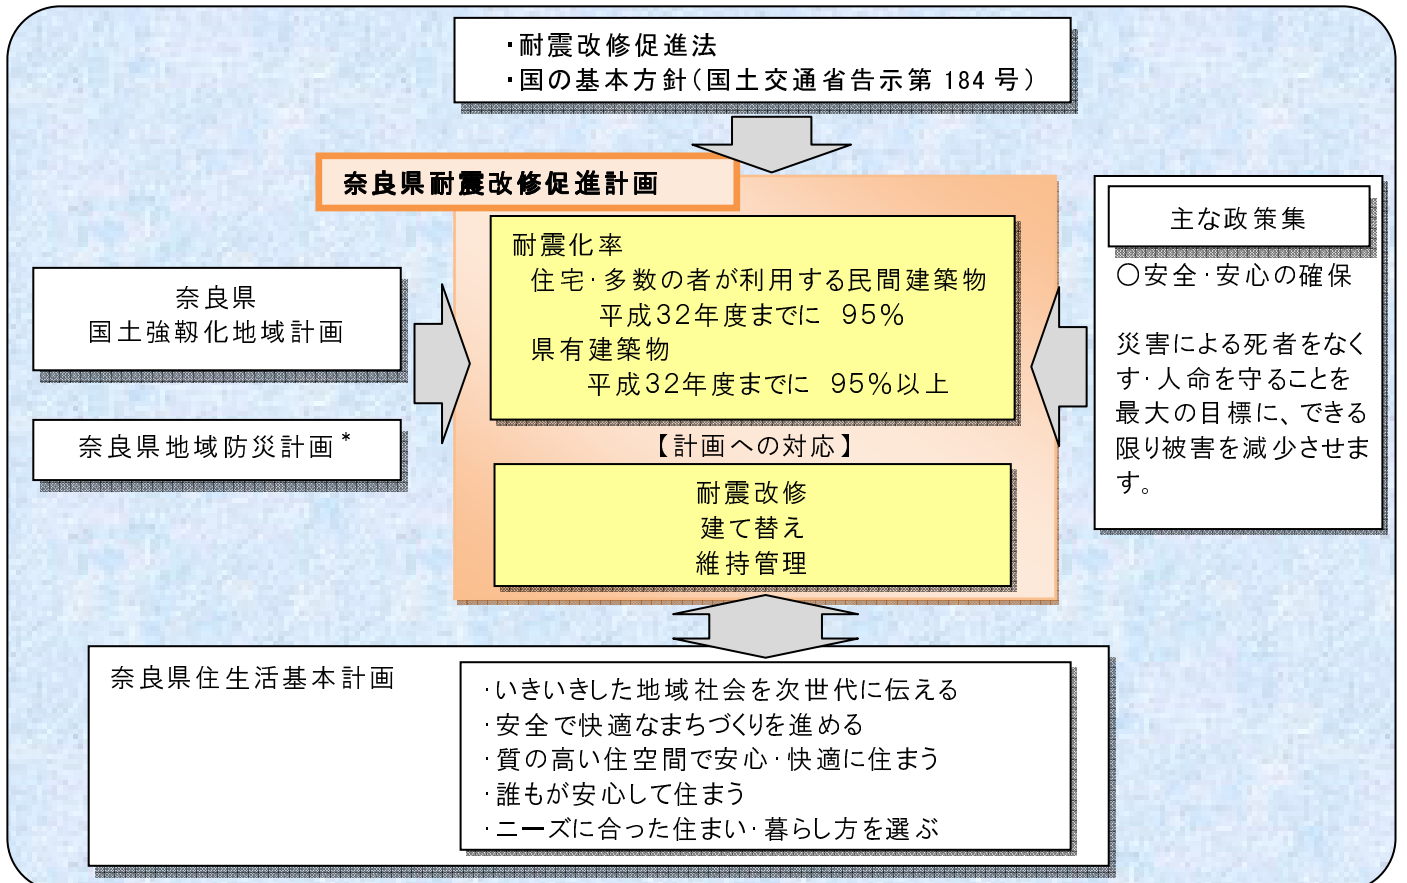 ・耐震改修促進法
・国の基本方針(国土交通省告示第 184 号)
奈良県耐震改修促進計画
耐震化率
住宅・多数の者が利用する民間建築物
平成32年度までに 95%
県有建築物
平成32年度までに 95%以上
【計画への対応】
耐震改修
建て替え
維持管理
奈良県
国土強靱化地域計画
奈良県地域防災計画*
主な政策集
○安全・安心の確保
災害による死者をなく
す・人命を守ることを
最大の目標に、できる
限り被害を減少させま
す。
奈良県住生活基本計画
・いきいきした地域社会を次世代に伝える
・安全で快適なまちづくりを進める
・質の高い住空間で安心・快適に住まう
・誰もが安心して住まう
・ニーズに合った住まい・暮らし方を選ぶ